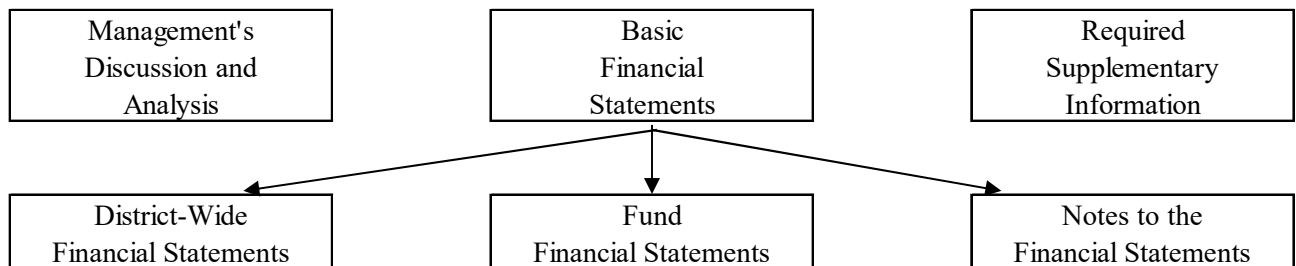 Management's
Discussion and
Analysis
Basic
Financial
Statements
Required
Supplementary
Information
District-Wide
Financial Statements
Fund
Financial Statements
Notes to the
Financial Statements